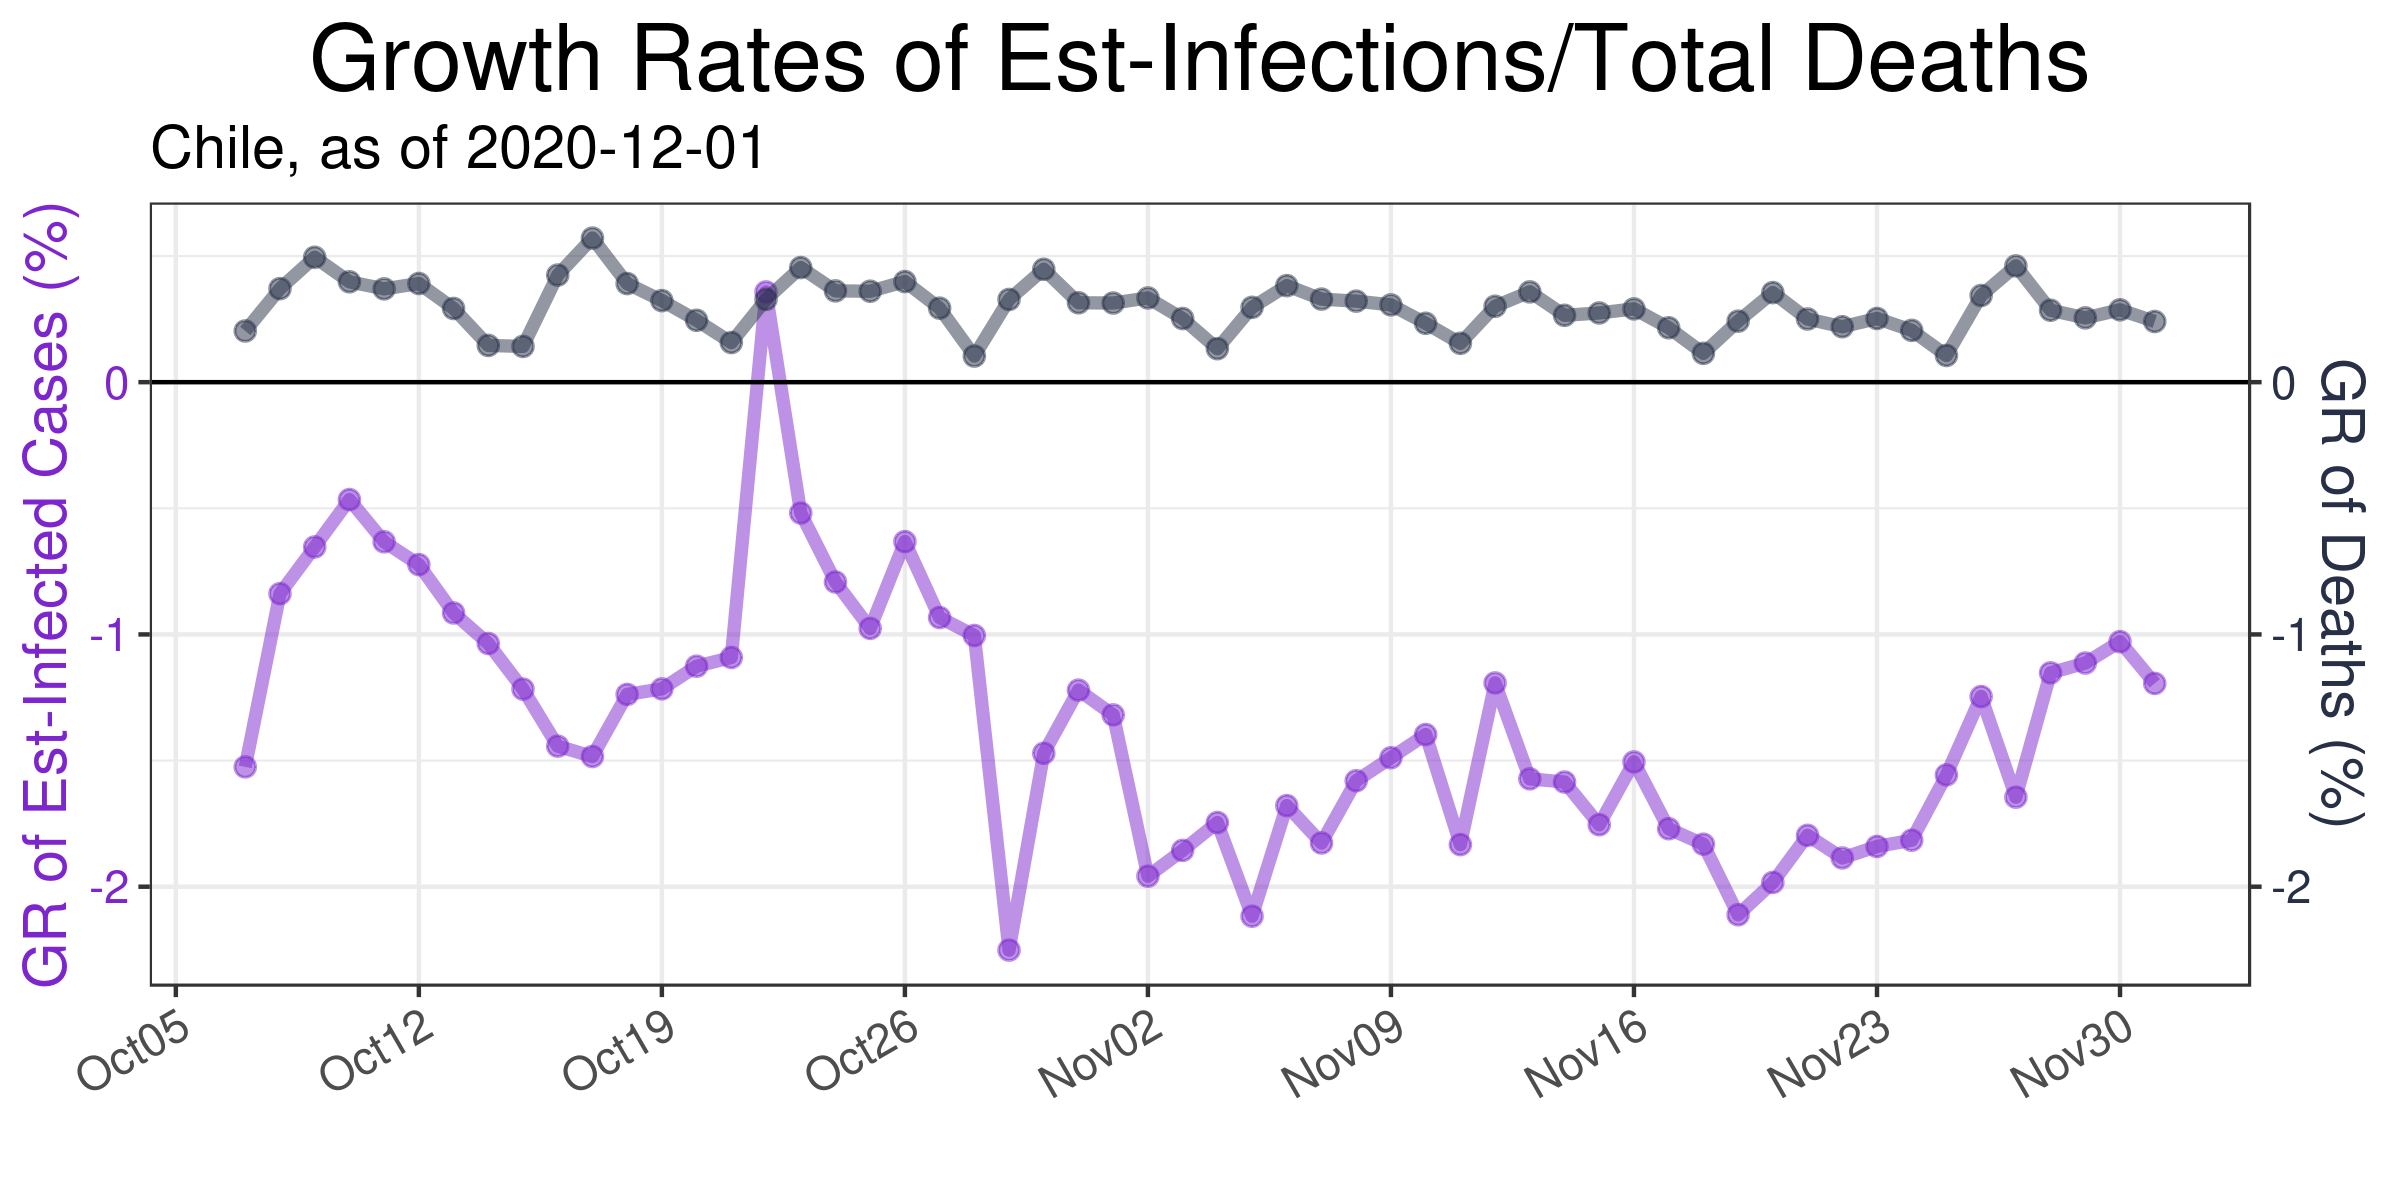 Growth Rates of Est-Infections/Total Deaths
Chile, as of 2020-12-01
GR of Est-Infected Cases (%)
0
-1
-2
0
-1
-2
GR of Deaths (%)
Oct05
Oct12
Oct19
Oct26
Nov02
Nov09
Nov16
Nov23
Nov30